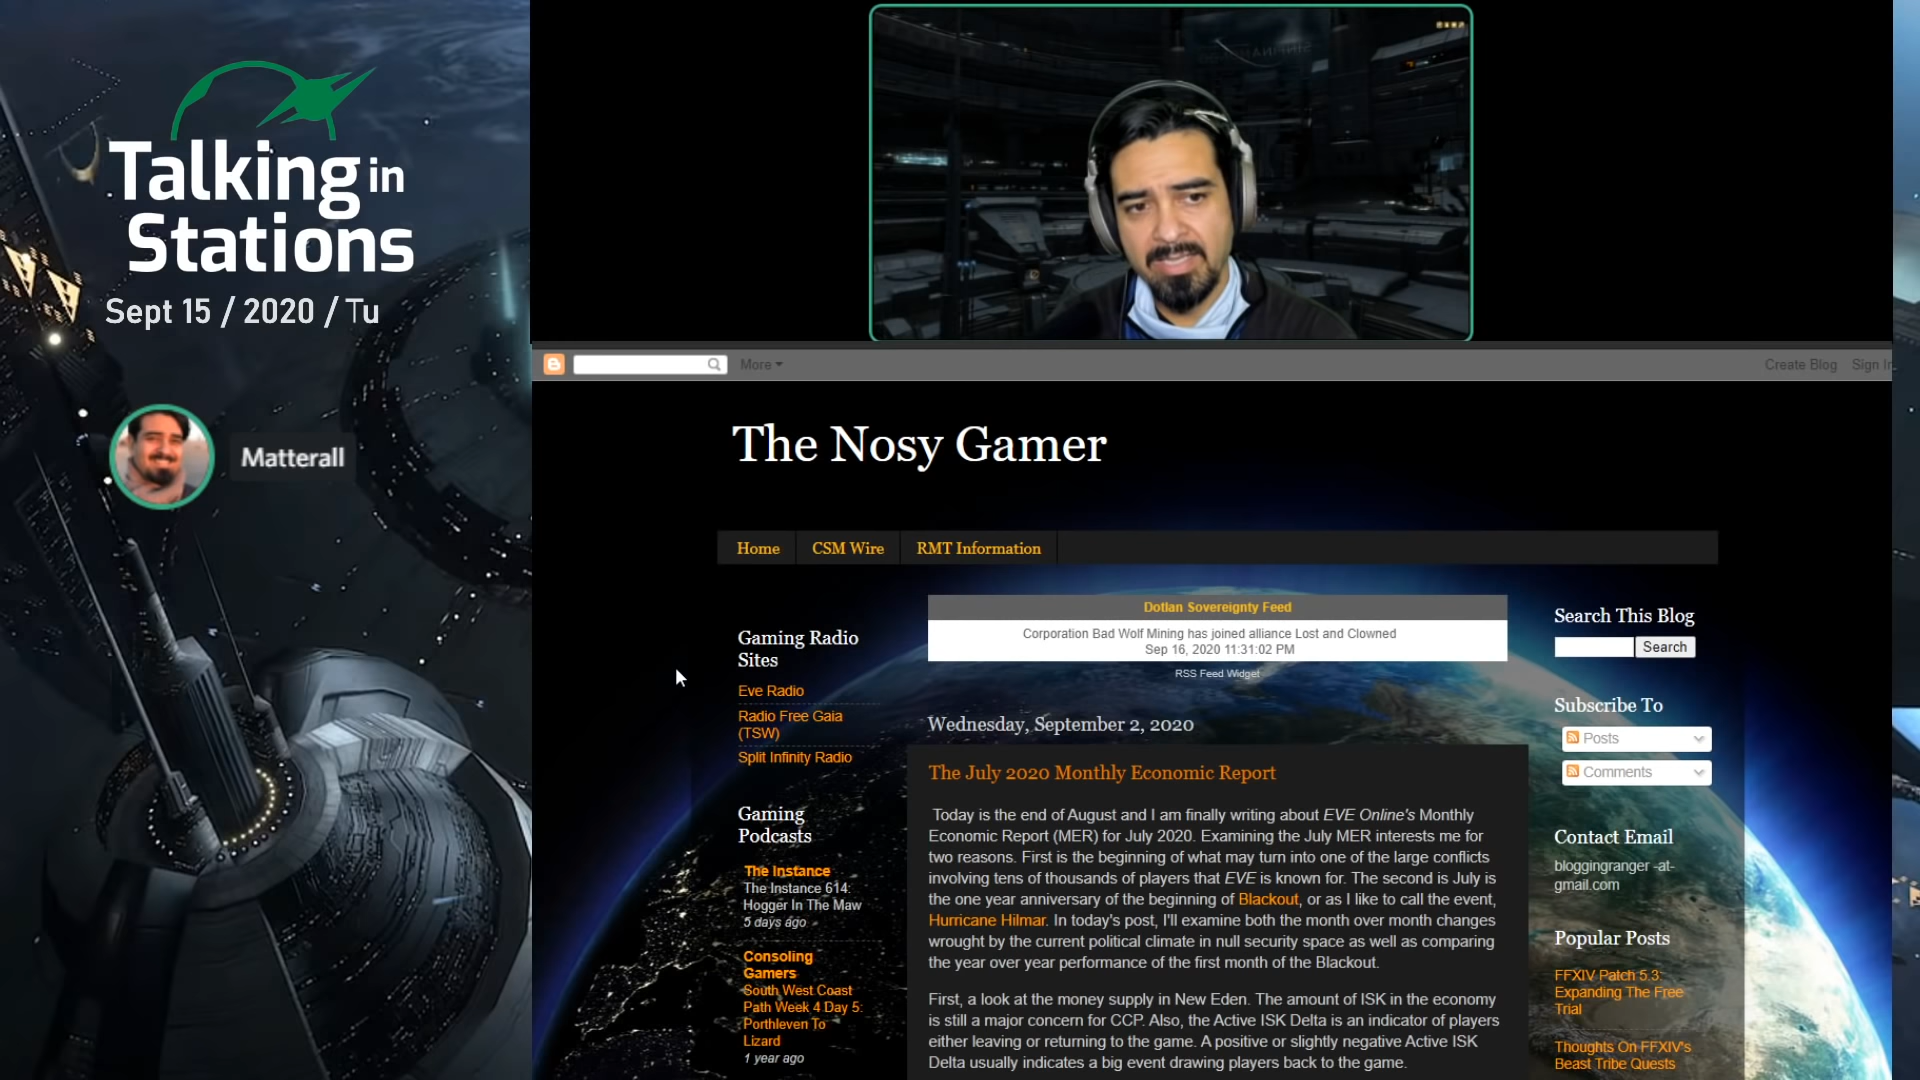 Talking in
Stations
Sept 15 / 2020 / Tu
Matterall
More
Create Blog
Sign In
The Nosy Gamer
Home
CSM Wire
RMT Information
Gaming Radio
Sites
Eve Radio
Radio Free Gaia
(TSW)
Split Infinity Radio
Gaming
Podcasts
The Instance
The Instance 614:
Hogger In The Maw
5 days ago
Consoling
Gamers
South West Coast
Path Week 4 Day 5:
Porthleven To
Lizard
1 year ago
Dotlan Sovereignty Feed
Corporation Bad Wolf Mining has joined alliance Lost and Clowned
Sep 16, 2020 11:31:02 PM
RSS Feed Widget
Wednesday, September 2, 2020
The July 2020 Monthly Economic Report
Today is the end of August and I am finally writing about EVE Online's Monthly
Economic Report (MER) for July 2020. Examining the July MER interests me for
two reasons. First is the beginning of what may turn into one of the large conflicts
involving tens of thousands of players that EVE is known for. The second is July is
the one year anniversary of the beginning of Blackout, or as I like to call the event,
Hurricane Hilmar. In today's post, I'll examine both the month over month changes
wrought by the current political climate in null security space as well as comparing
the year over year performance of the first month of the Blackout.
First, a look at the money supply in New Eden. The amount of ISK in the economy
is still a major concern for CCP. Also, the Active ISK Delta is an indicator of players
either leaving or returning to the game. A positive or slightly negative Active ISK
Delta usually indicates a big event drawing players back to the game.
Search This Blog
Search
Subscribe To
Posts
Comments
Contact Email
bloggingranger -at-
gmail.com
Popular Posts
FFXIV Patch 5.3:
Expanding The Free
Trial
Thoughts On FFXIV's
Beast Tribe Quests